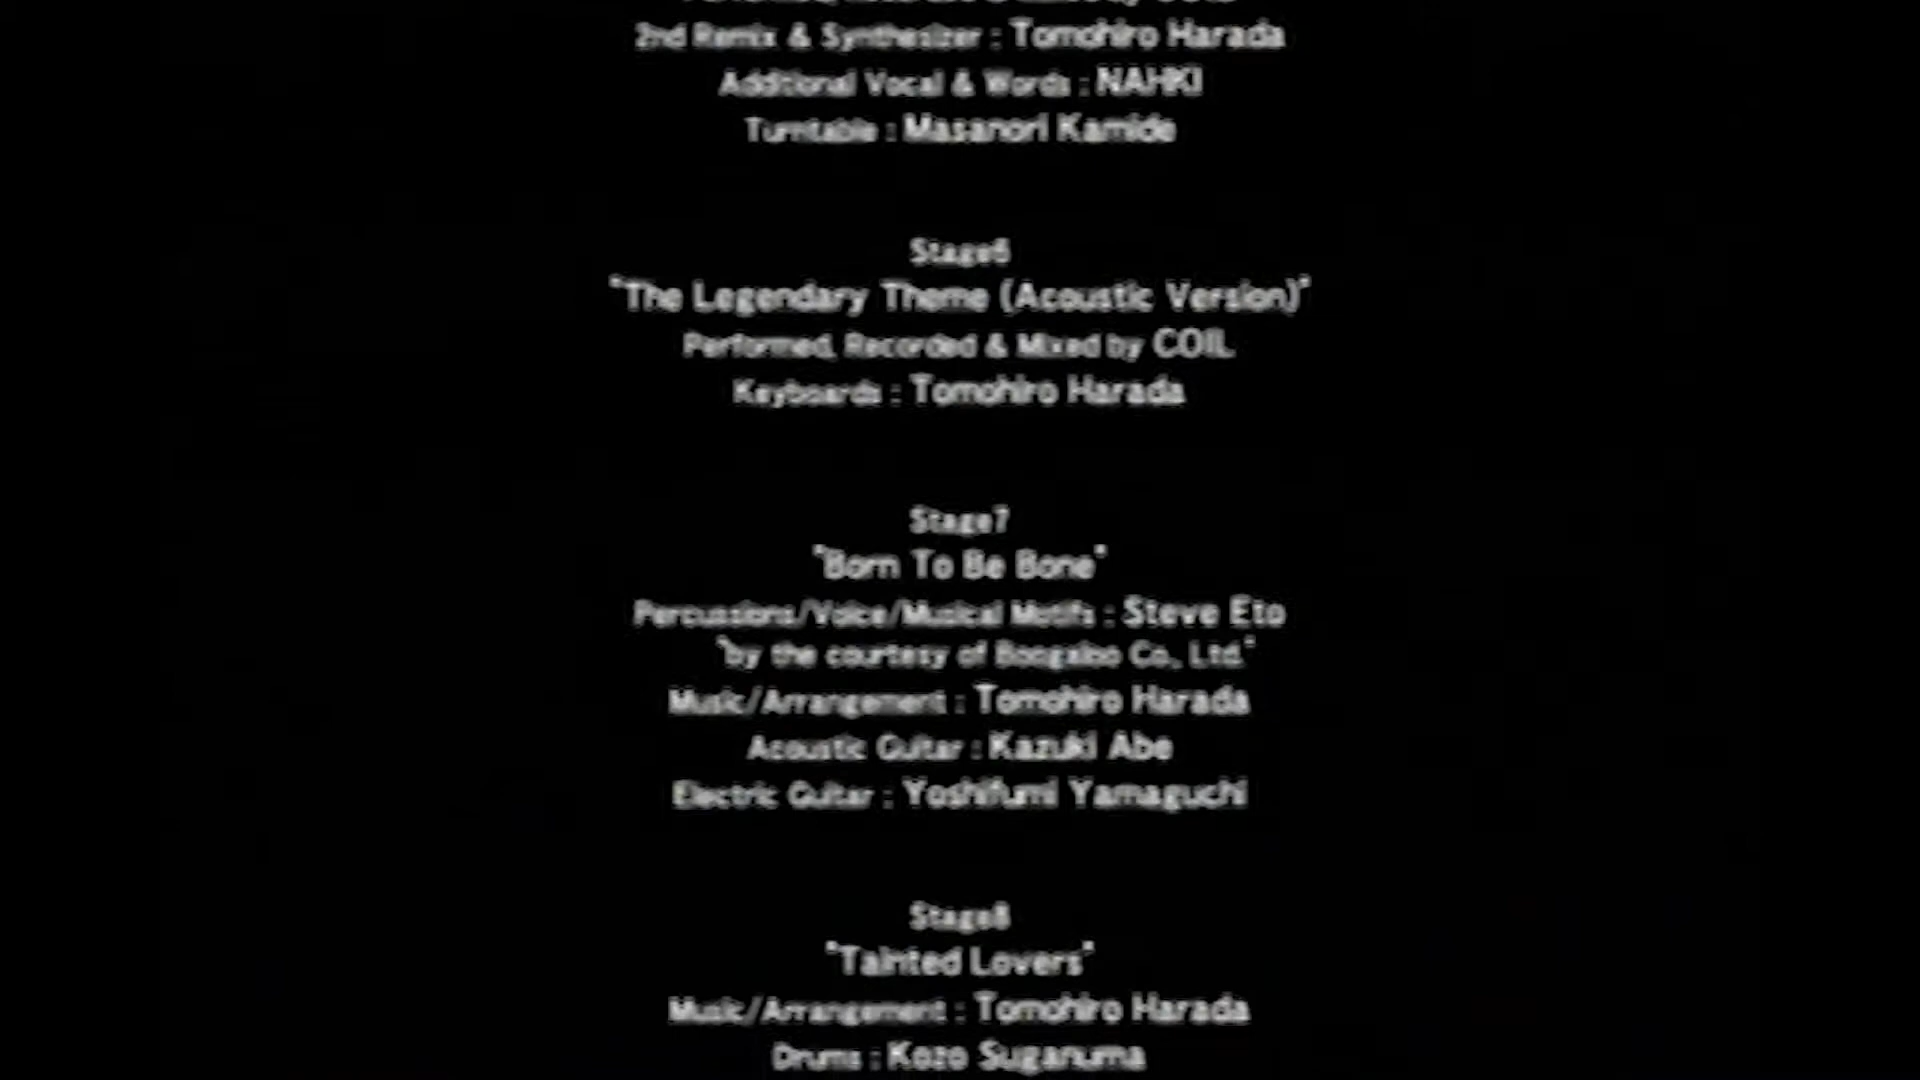 2nd Remix & Synthesizer : Tomohiro Harada
Additional Vocal & Words : NAHKI
Turntable : Masanori Kamide
Stage6
"The Legendary Theme (Acoustic Version)"
Performed, Recorded & Mixed by COIL
Keyboards : Tomohiro Harada
Stage7
"Born To Be Bone"
Percussions/Voice/Musical Motifs : Steve Eto
"by the courtesy of Boogaloo Co., Ltd."
Music/Arrangement : Tomohiro Harada
Acoustic Guitar : Kazuki Abe
Electric Guitar : Yoshifumi Yamaguchi
Stage8
"Tainted Lovers"
Music/Arrangement : Tomohiro Harada
Drums : Kozo Suganuma